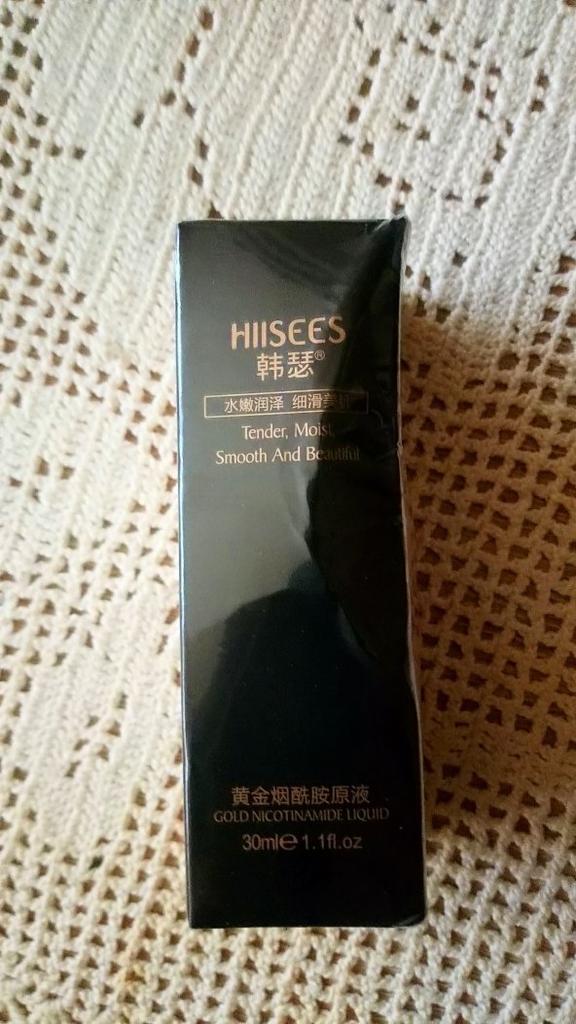 HIISEES
韩瑟®
水嫩润泽 细滑美肌
Tender, Moist,
Smooth And Beautiful
黄金烟酰胺原液
GOLD NICOTINAMIDE LIQUID
30ml℮1.1fl.oz